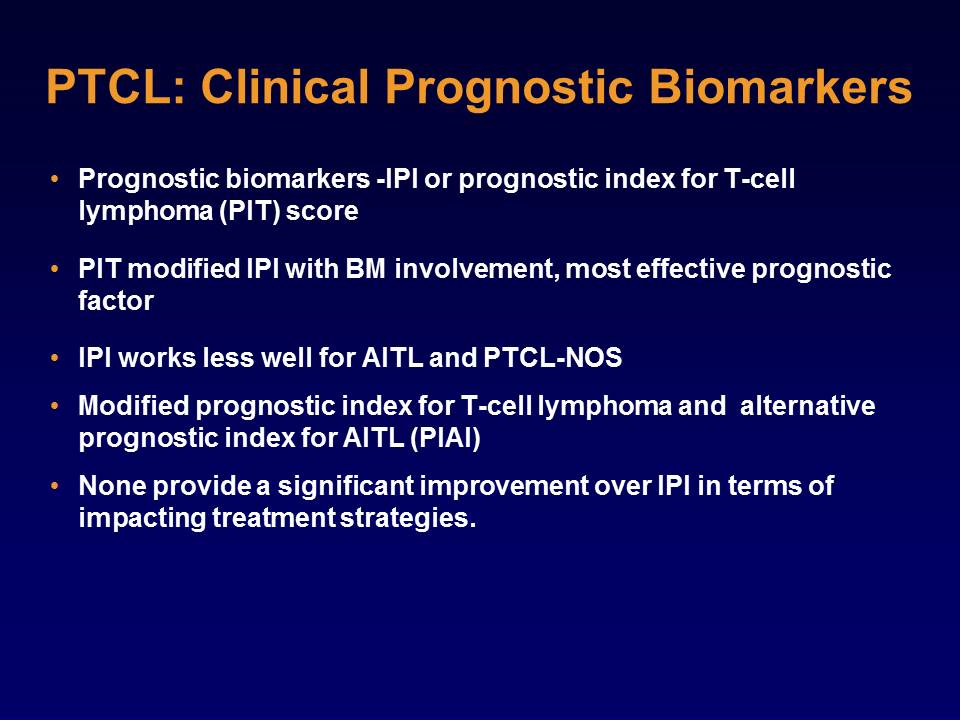 PTCL: Clinical Prognostic Biomarkers
• Prognostic biomarkers -IPI or prognostic index for T-cell
lymphoma (PIT) score
• PIT modified IPI with BM involvement, most effective prognostic
factor
• IPI works less well for AITL and PTCL-NOS
• Modified prognostic index for T-cell lymphoma and  alternative
prognostic index for AITL (PIAI)
• None provide a significant improvement over IPI in terms of
impacting treatment strategies.